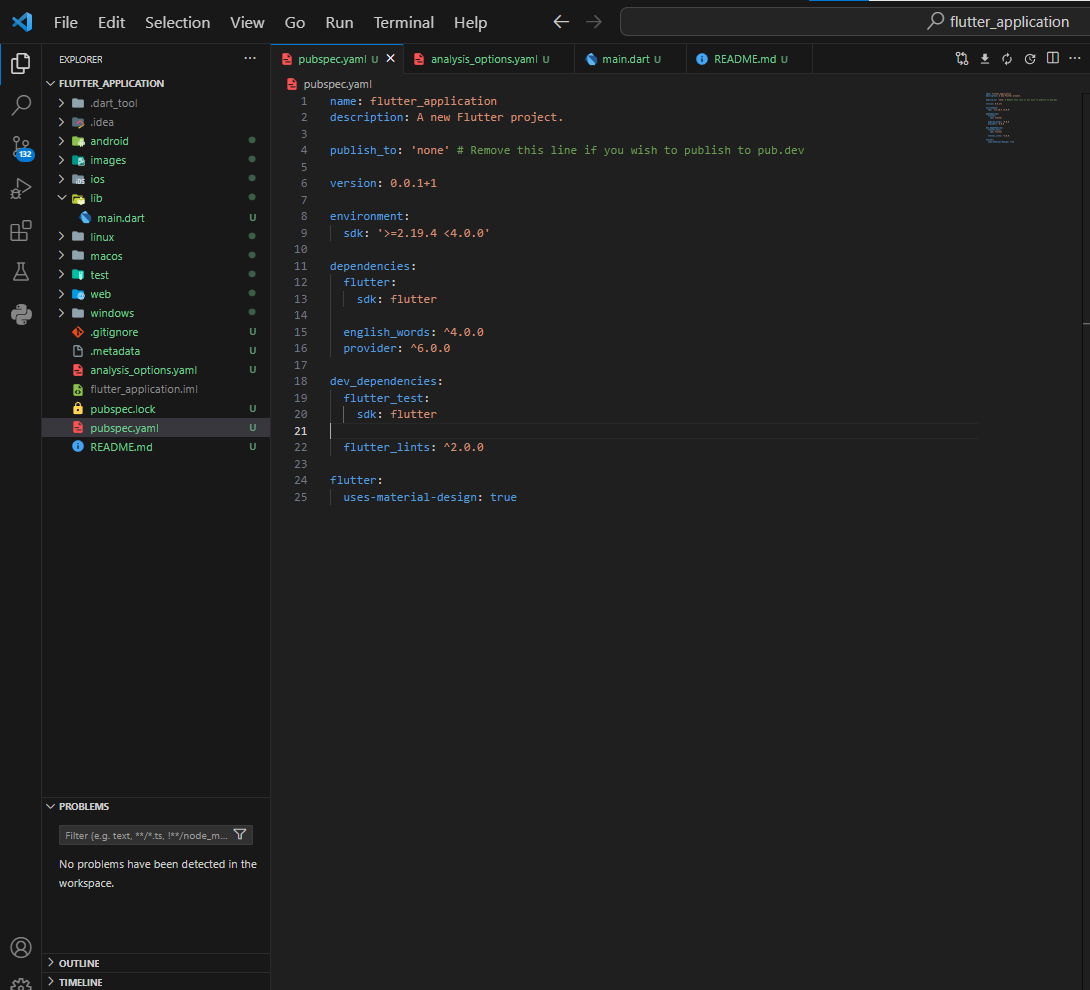 File Edit Selection View Go Run Terminal Help
flutter_application
EXPLORER
pubspec.yaml U
analysis_options.yaml U
main.dart U
README.md U
FLUTTER_APPLICATION
.dart_tool
.idea
android
images
ios
lib
main.dart U
linux
macos
test
web
windows
.gitignore U
.metadata U
analysis_options.yaml U
flutter_application.iml
pubspec.lock U
pubspec.yaml U
README.md U
132
pubspec.yaml
1 name: flutter_application
2 description: A new Flutter project.
3
4 publish_to: 'none' # Remove this line if you wish to publish to pub.dev
5
6 version: 0.0.1+1
7
8 environment:
9 sdk: '>=2.19.4 <4.0.0'
10
11 dependencies:
12 flutter:
13 sdk: flutter
14
15 english_words: ^4.0.0
16 provider: ^6.0.0
17
18 dev_dependencies:
19 flutter_test:
20 sdk: flutter
21
22 flutter_lints: ^2.0.0
23
24 flutter:
25 uses-material-design: true
PROBLEMS
Filter (e.g. text, **/*.ts, !**/node_m...
No problems have been detected in the
workspace.
OUTLINE
TIMELINE